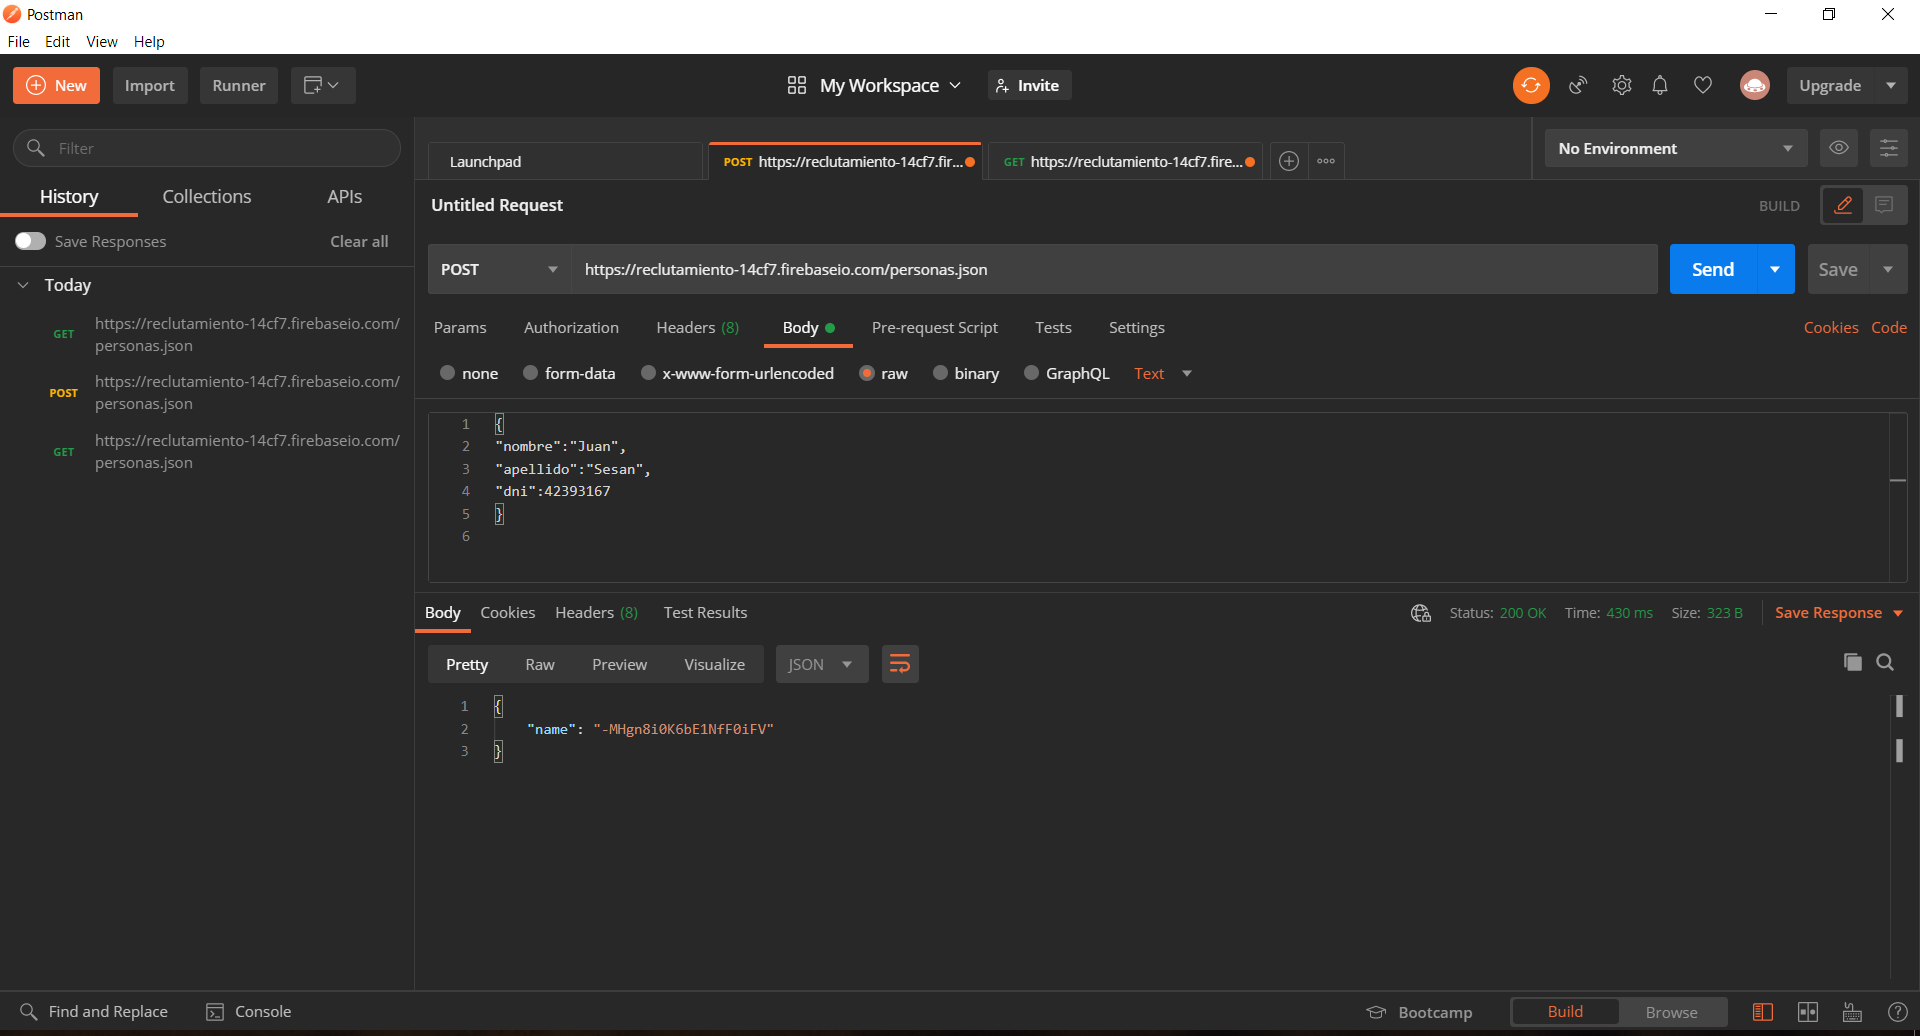 Postman
File Edit View Help
New Import Runner My Workspace Invite Upgrade
Filter
History Collections APIs
Save Responses Clear all
Today
GET https://reclutamiento-14cf7.firebaseio.com/
personas.json
POST https://reclutamiento-14cf7.firebaseio.com/
personas.json
GET https://reclutamiento-14cf7.firebaseio.com/
personas.json
Launchpad POST https://reclutamiento-14cf7.fir... GET https://reclutamiento-14cf7.fire... No Environment
Untitled Request BUILD
POST https://reclutamiento-14cf7.firebaseio.com/personas.json Send Save
Params Authorization Headers (8) Body Pre-request Script Tests Settings Cookies Code
none form-data x-www-form-urlencoded raw binary GraphQL Text
1 {
2 "nombre":"Juan",
3 "apellido":"Sesan",
4 "dni":42393167
5 }
6
Body Cookies Headers (8) Test Results Status: 200 OK Time: 430 ms Size: 323 B Save Response
Pretty Raw Preview Visualize JSON
1 {
2 "name": "-MHgn8i0K6bE1NfF0iFV"
3 }
Find and Replace Console Bootcamp Build Browse